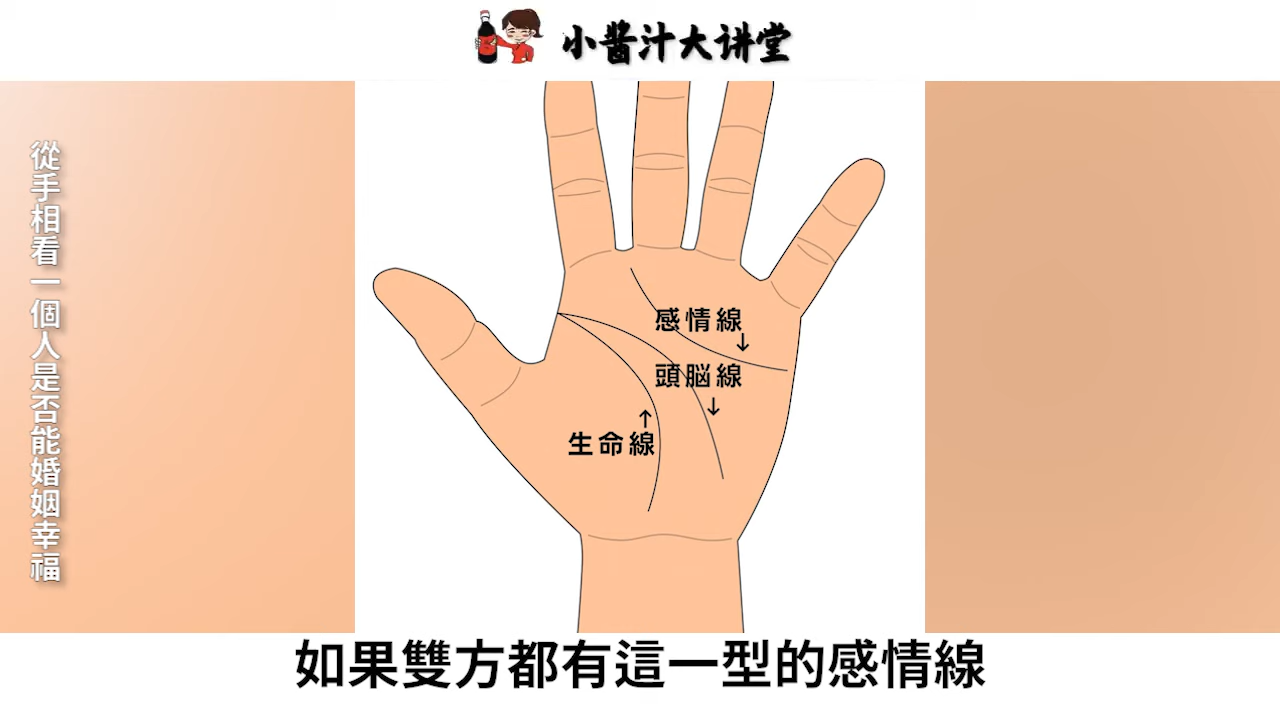 小酱汁大讲堂
從手相看一個人是否能婚姻幸福
感情線
↓
頭脳線
↓
↑
生命線
如果雙方都有這一型的感情線